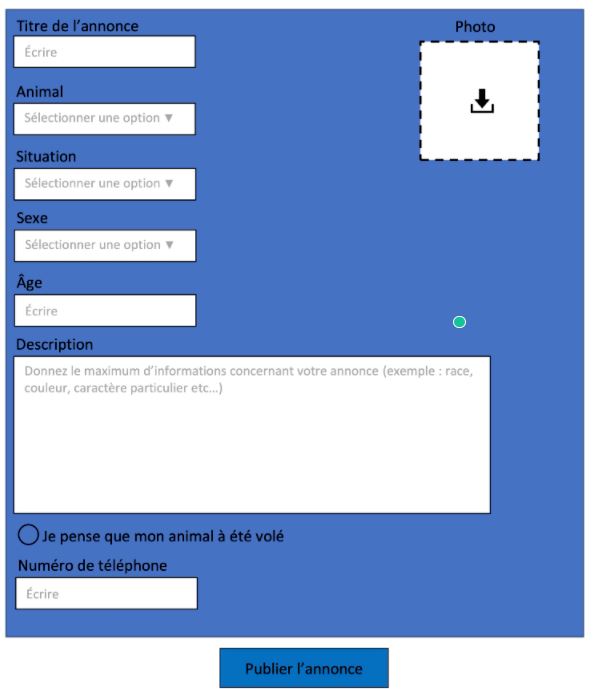 Titre de l'annonce
Photo
Écrire
Animal
Sélectionner une option ▼
Situation
Sélectionner une option ▼
Sexe
Sélectionner une option ▼
Âge
Écrire
Description
Donnez le maximum d'informations concernant votre annonce (exemple : race,
couleur, caractère particulier etc...)
Je pense que mon animal à été volé
Numéro de téléphone
Écrire
Publier l'annonce